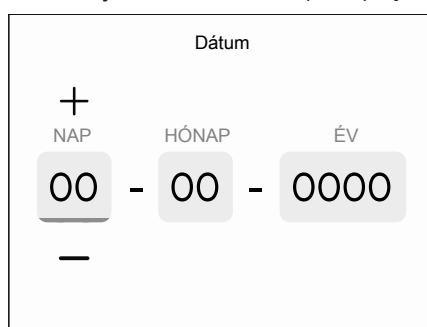 Dátum
+
NAP HÓNAP ÉV
00 - 00 - 0000
—